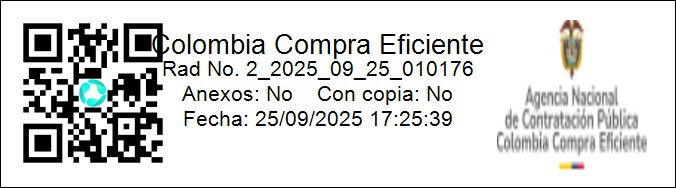 Colombia Compra Eficiente
Rad No. 2_2025_09_25_010176
Anexos: No    Con copia: No
Fecha: 25/09/2025 17:25:39
Agencia Nacional
de Contratación Pública
Colombia Compra Eficiente